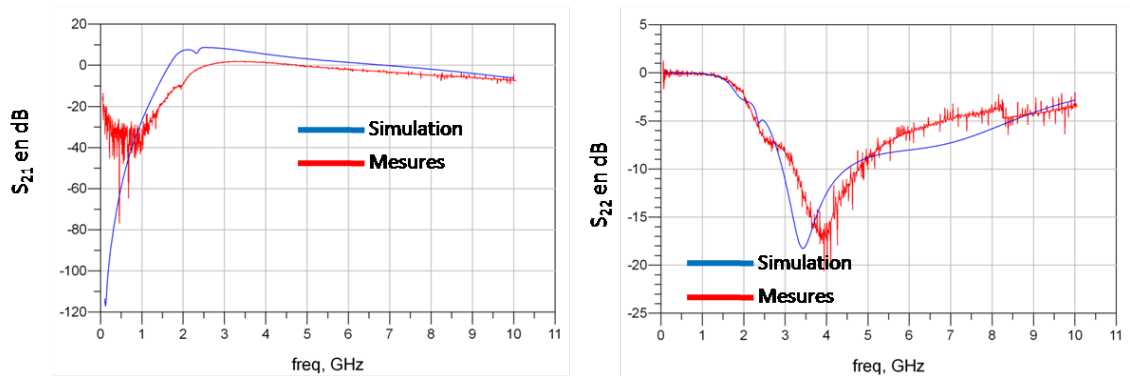 S21 en dB
20
0
-20
-40
-60
-80
-100
-120
0 1 2 3 4 5 6 7 8 9 10 11
freq, GHz
Simulation
Mesures
S22 en dB
5
0
-5
-10
-15
-20
-25
0 1 2 3 4 5 6 7 8 9 10 11
freq, GHz
Simulation
Mesures